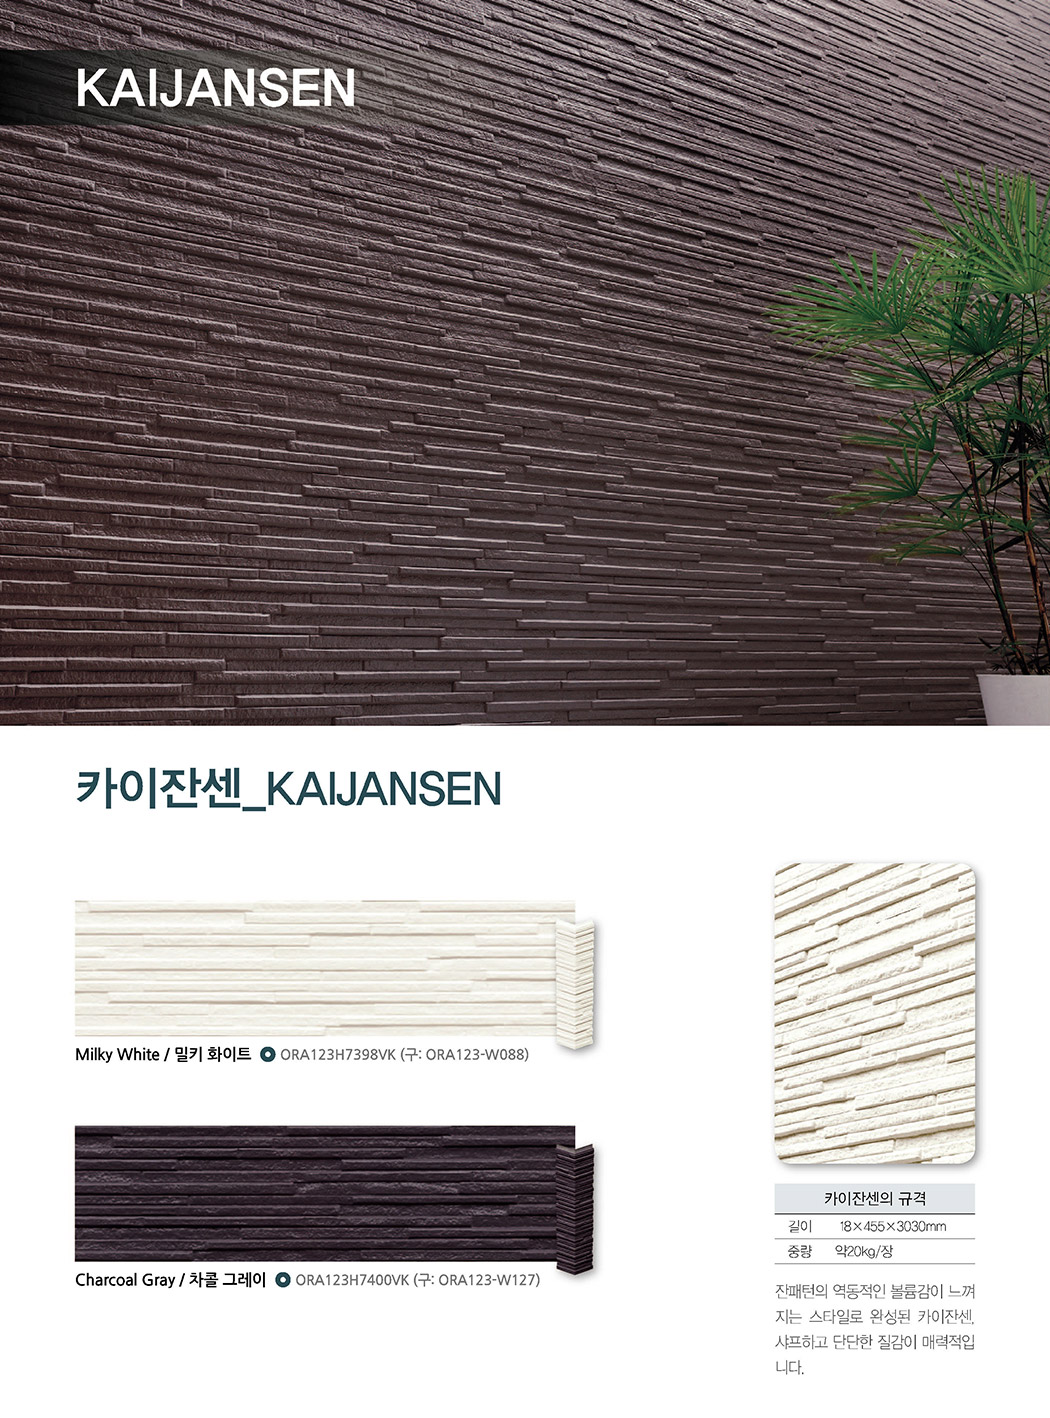 KAIJANSEN
카이잔센_KAIJANSEN
Milky White / 밀키 화이트 ORA123H7398VK (구: ORA123-W088)
Charcoal Gray / 차콜 그레이 ORA123H7400VK (구: ORA123-W127)
카이잔센의 규격
길이 18×455×3030mm
중량 약20kg/장
잔패턴의 역동적인 볼륨감이 느껴
지는 스타일로 완성된 카이잔센.
샤프하고 단단한 질감이 매력적입
니다.